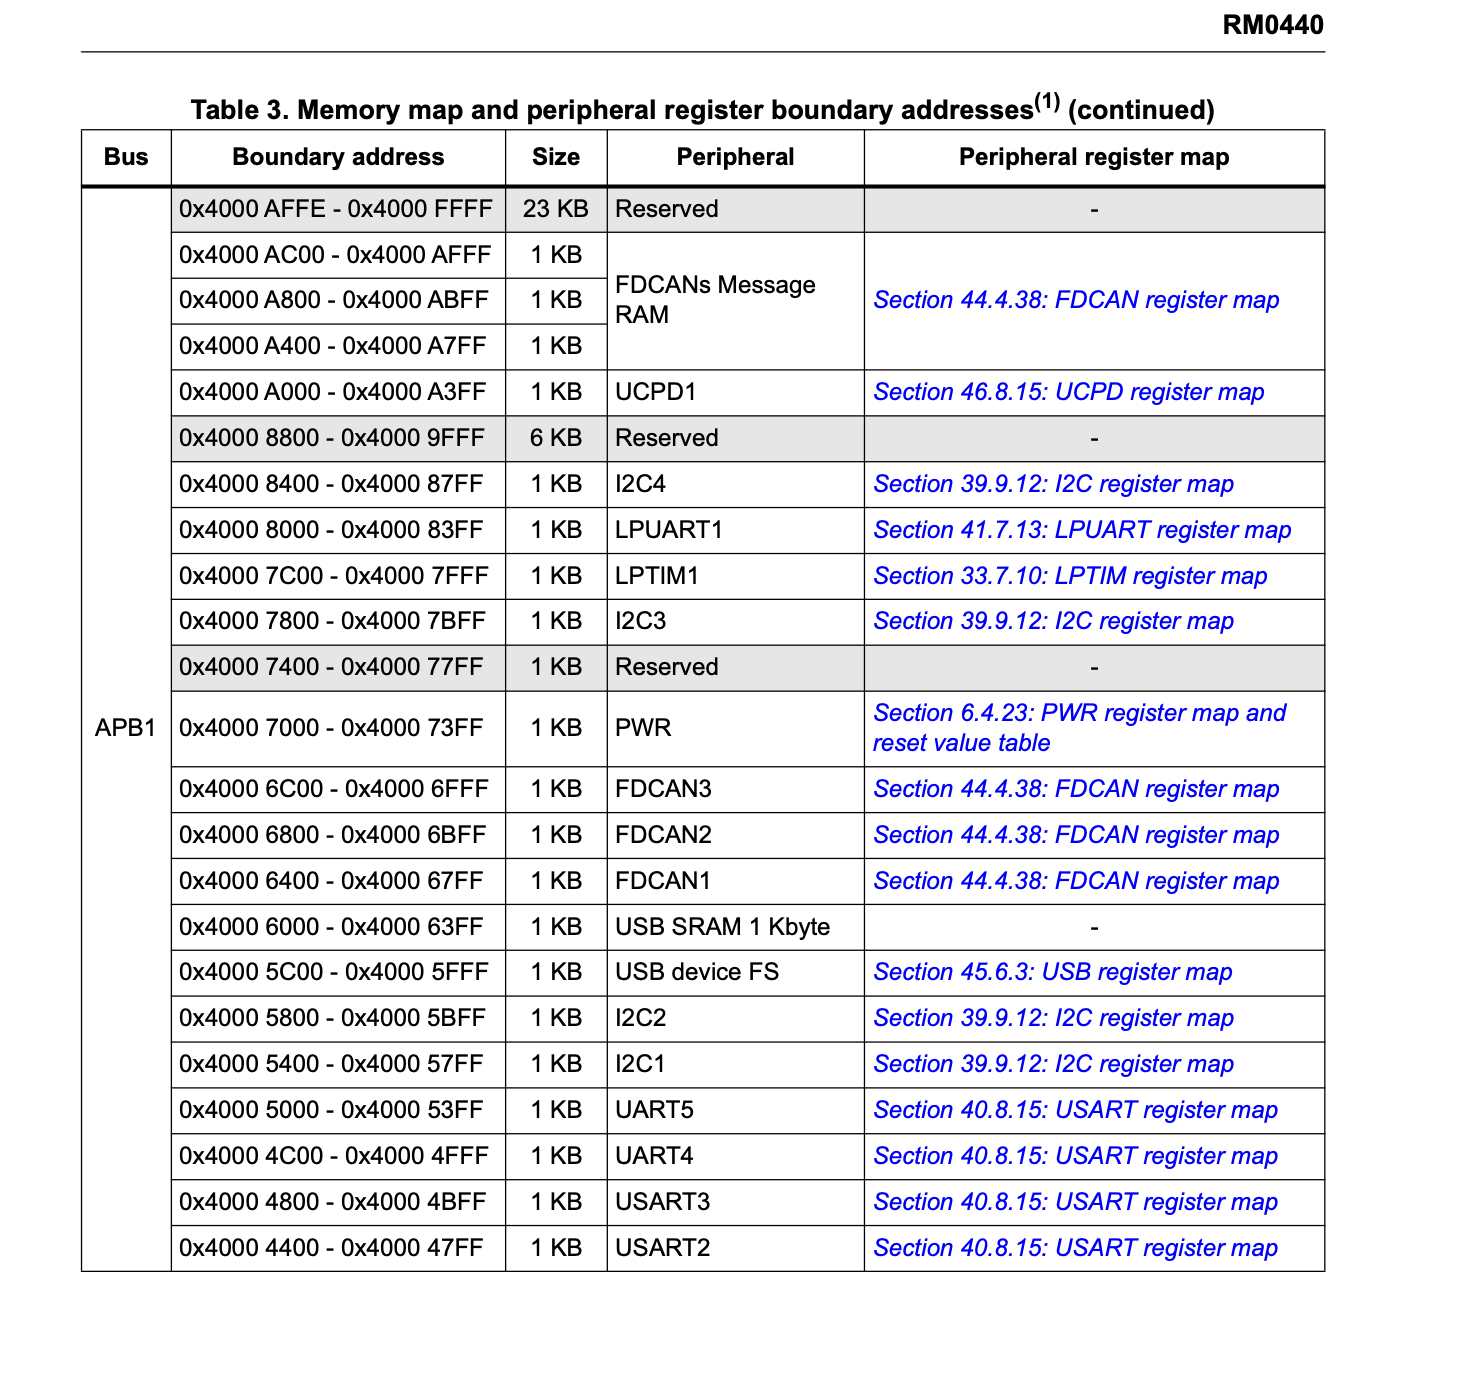 RM0440
Table 3. Memory map and peripheral register boundary addresses(1) (continued)
Bus Boundary address Size Peripheral Peripheral register map
APB1
0x4000 AFFE - 0x4000 FFFF 23 KB Reserved -
0x4000 AC00 - 0x4000 AFFF 1 KB
0x4000 A800 - 0x4000 ABFF 1 KB
0x4000 A400 - 0x4000 A7FF 1 KB
FDCANs Message
RAM
Section 44.4.38: FDCAN register map
0x4000 A000 - 0x4000 A3FF 1 KB UCPD1 Section 46.8.15: UCPD register map
0x4000 8800 - 0x4000 9FFF 6 KB Reserved -
0x4000 8400 - 0x4000 87FF 1 KB I2C4 Section 39.9.12: I2C register map
0x4000 8000 - 0x4000 83FF 1 KB LPUART1 Section 41.7.13: LPUART register map
0x4000 7C00 - 0x4000 7FFF 1 KB LPTIM1 Section 33.7.10: LPTIM register map
0x4000 7800 - 0x4000 7BFF 1 KB I2C3 Section 39.9.12: I2C register map
0x4000 7400 - 0x4000 77FF 1 KB Reserved -
0x4000 7000 - 0x4000 73FF 1 KB PWR Section 6.4.23: PWR register map and
reset value table
0x4000 6C00 - 0x4000 6FFF 1 KB FDCAN3 Section 44.4.38: FDCAN register map
0x4000 6800 - 0x4000 6BFF 1 KB FDCAN2 Section 44.4.38: FDCAN register map
0x4000 6400 - 0x4000 67FF 1 KB FDCAN1 Section 44.4.38: FDCAN register map
0x4000 6000 - 0x4000 63FF 1 KB USB SRAM 1 Kbyte -
0x4000 5C00 - 0x4000 5FFF 1 KB USB device FS Section 45.6.3: USB register map
0x4000 5800 - 0x4000 5BFF 1 KB I2C2 Section 39.9.12: I2C register map
0x4000 5400 - 0x4000 57FF 1 KB I2C1 Section 39.9.12: I2C register map
0x4000 5000 - 0x4000 53FF 1 KB UART5 Section 40.8.15: USART register map
0x4000 4C00 - 0x4000 4FFF 1 KB UART4 Section 40.8.15: USART register map
0x4000 4800 - 0x4000 4BFF 1 KB USART3 Section 40.8.15: USART register map
0x4000 4400 - 0x4000 47FF 1 KB USART2 Section 40.8.15: USART register map